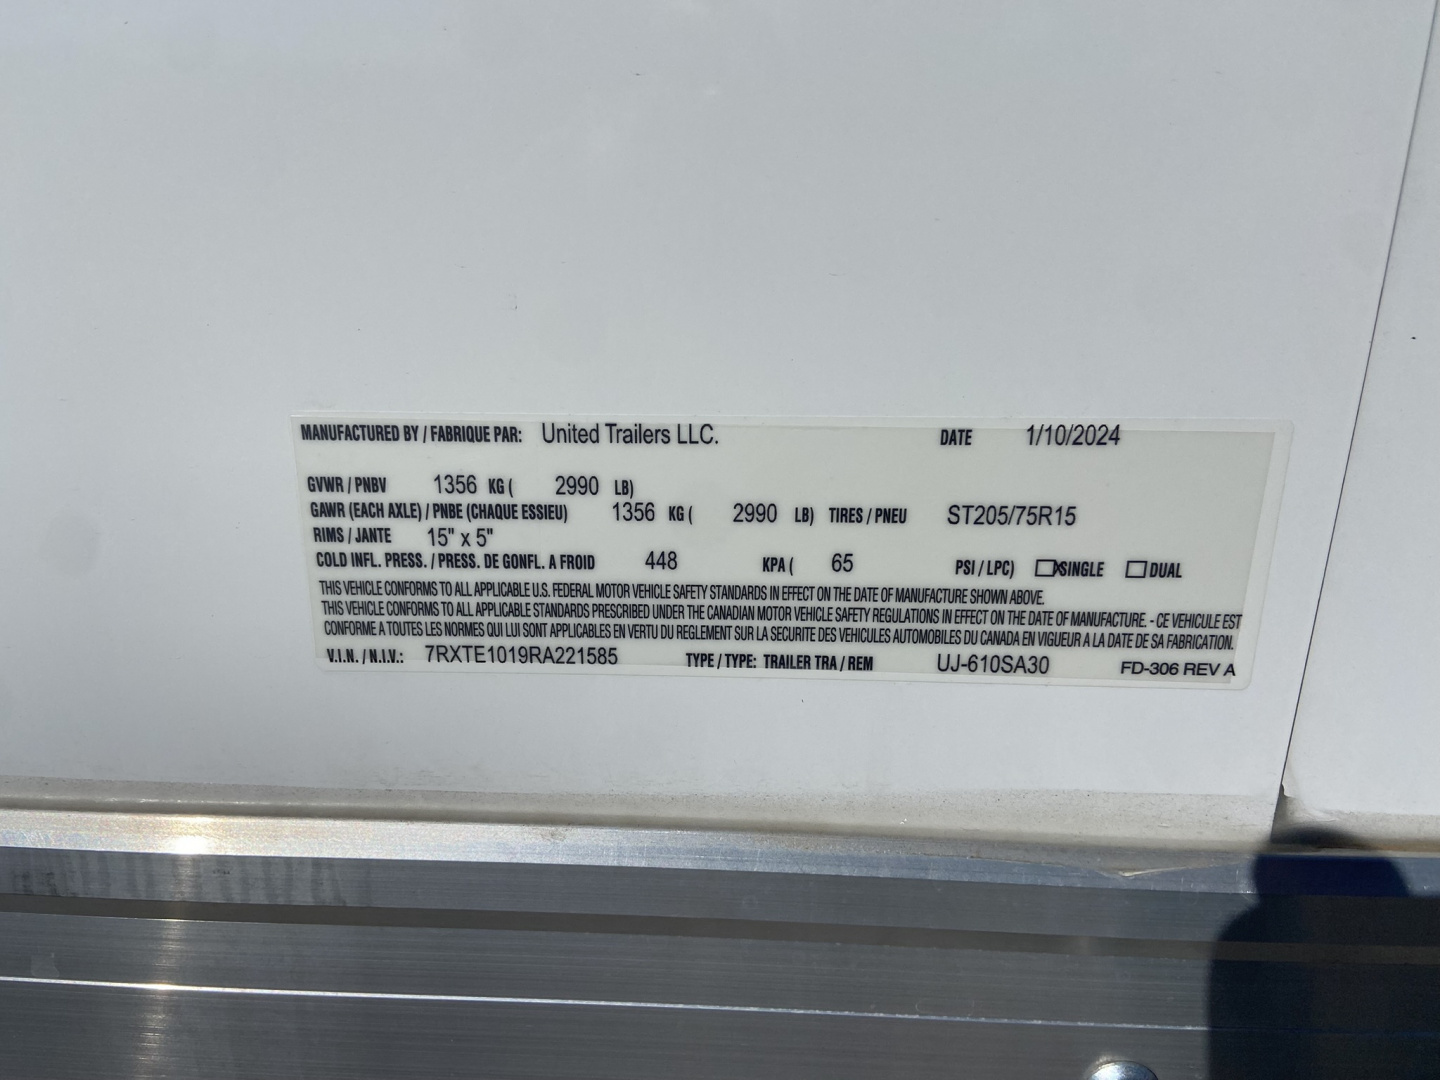 MANUFACTURED BY / FABRIQUE PAR: United Trailers LLC. DATE 1/10/2024
GVWR / PNBV 1356 KG ( 2990 LB)
GAWR (EACH AXLE) / PNBE (CHAQUE ESSIEU) 1356 KG ( 2990 LB) TIRES / PNEU ST205/75R15
RIMS / JANTE 15" x 5"
COLD INFL. PRESS. / PRESS. DE GONFL. A FROID 448 KPA ( 65 PSI / LPC) SINGLE DUAL
THIS VEHICLE CONFORMS TO ALL APPLICABLE U.S. FEDERAL MOTOR VEHICLE SAFETY STANDARDS IN EFFECT ON THE DATE OF MANUFACTURE SHOWN ABOVE.
THIS VEHICLE CONFORMS TO ALL APPLICABLE STANDARDS PRESCRIBED UNDER THE CANADIAN MOTOR VEHICLE SAFETY REGULATIONS IN EFFECT ON THE DATE OF MANUFACTURE. - CE VEHICULE EST
CONFORME A TOUTES LES NORMES QUI LUI SONT APPLICABLES EN VERTU DU REGLEMENT SUR LA SECURITE DES VEHICULES AUTOMOBILES DU CANADA EN VIGUEUR A LA DATE DE SA FABRICATION.
V.I.N. / N.I.V.: 7RXTE1019RA221585 TYPE / TYPE: TRAILER TRA / REM UJ-610SA30 FD-306 REV A